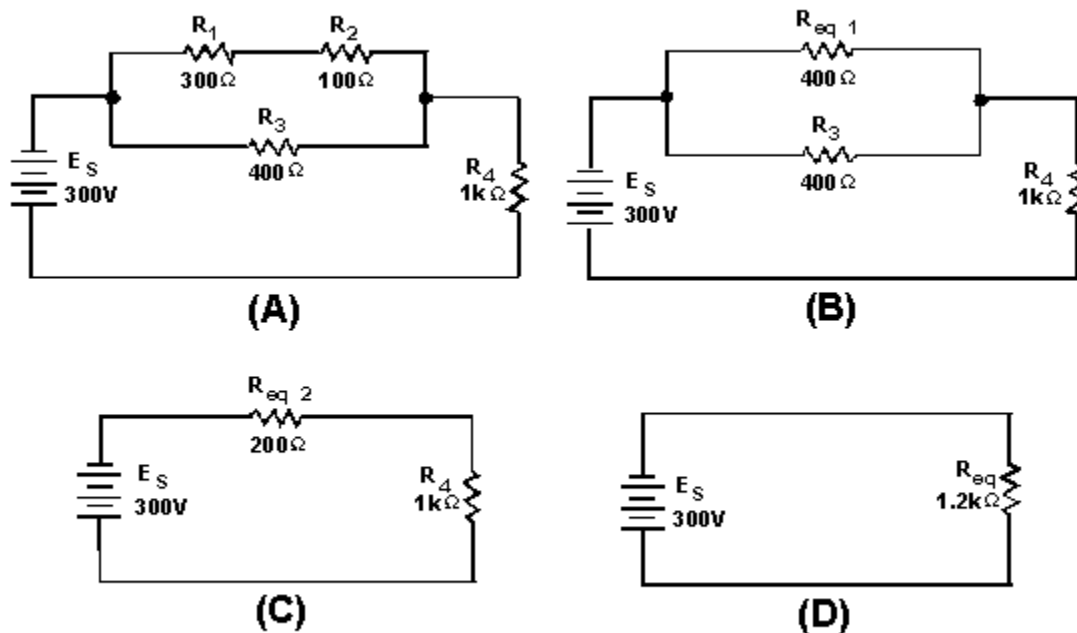 R1
300Ω
R2
100Ω
R3
400Ω
ES
300V
R4
1kΩ
(A)
Req 1
400Ω
R3
400Ω
ES
300V
R4
1kΩ
(B)
Req 2
200Ω
ES
300V
R4
1kΩ
(C)
ES
300V
Req
1.2kΩ
(D)